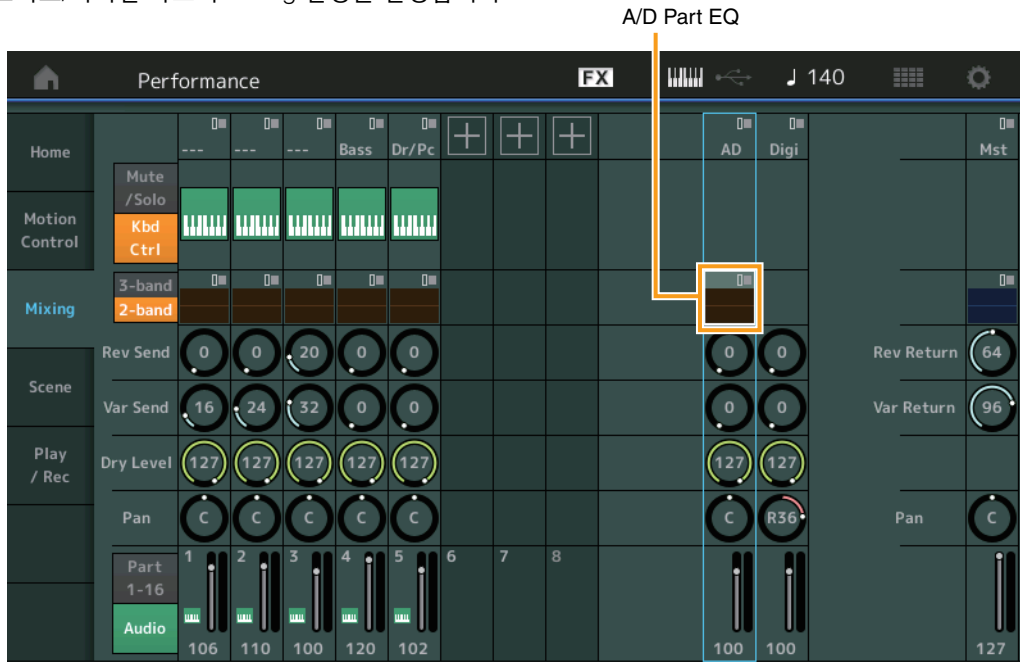 A/D Part EQ
Performance FX 140
Home --- --- --- Bass Dr/Pc AD Digi Mst
Mute
/Solo
Motion
Control
Kbd
Ctrl
3-band
Mixing 2-band
Rev Send 0 0 20 0 0 0 0 Rev Return 64
Scene
Var Send 16 24 32 0 0 0 0 Var Return 96
Play
/ Rec
Dry Level 127 127 127 127 127 127 127
Pan C C C C C C R36 Pan C
1 2 3 4 5 6 7 8
Part
1-16
Audio
106 110 100 120 102 100 100 127